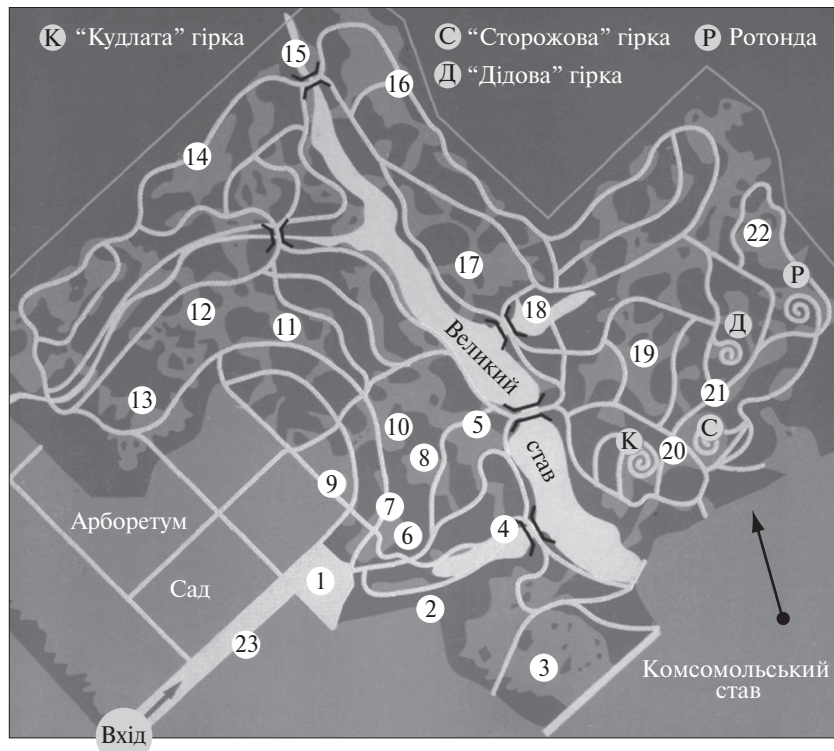 К “Кудлата” гірка
С “Сторожова” гірка
Р Ротонда
Д “Дідова” гірка
15
16
14
22
Р
17
18
12
11
Великий
Д
19
13
21
10
5
С
20
К
8
став
9
7
Арборетум
6
4
1
Сад
2
23
3
Комсомольський
став
Вхід